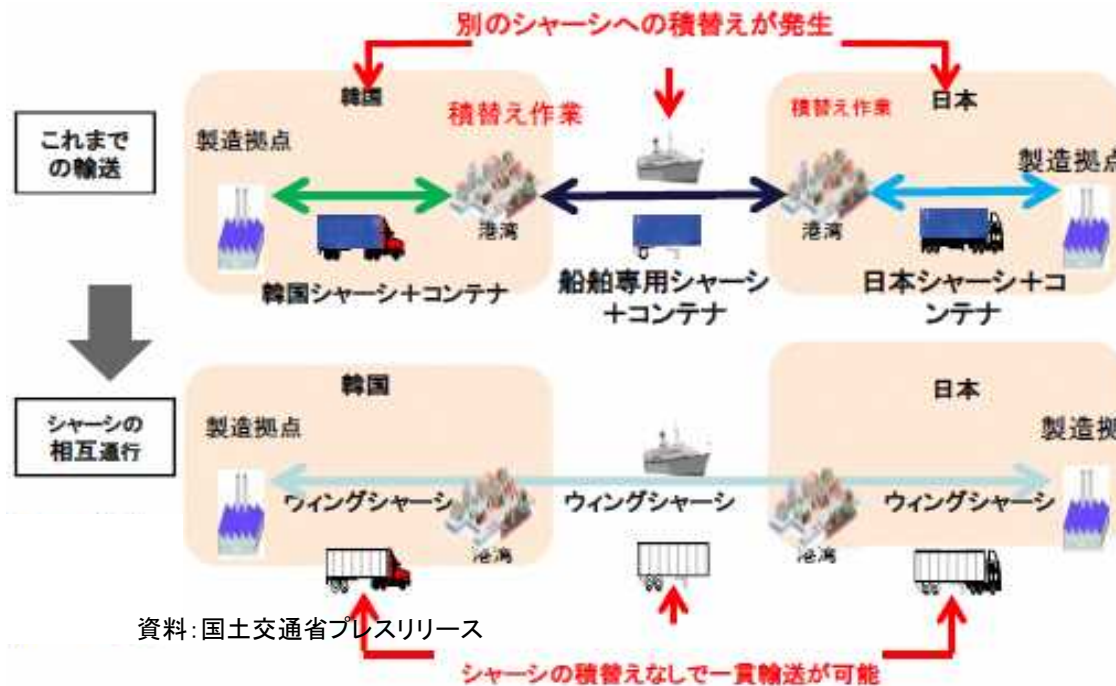 別のシャーシへの積替えが発生
韓国
日本
積替え作業
積替え作業
これまで
の輸送
製造拠点
製造拠点
港湾
港湾
韓国シャーシ＋コンテナ
船舶専用シャーシ
＋コンテナ
日本シャーシ＋コ
ンテナ
韓国
日本
シャーシの
相互通行
製造拠点
製造拠
ウィングシャーシ
ウィングシャーシ
ウィングシャーシ
港湾
港湾
資料：国土交通省プレスリリース
シャーシの積替えなしで一貫輸送が可能